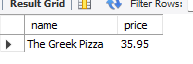 Result Grid Filter Rows:
name price
The Greek Pizza 35.95